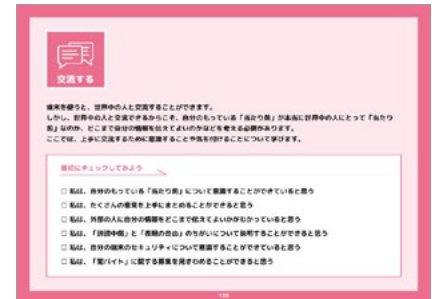 交流する
端末を使うと、世界中の人と交流することができます。
しかし、世界中の人と交流できるからこそ、自分のもっている「当たり前」が本当に世界中の人にとって「当たり
前」なのか、どこまで自分の情報を伝えてよいのかなどを考える必要があります。
ここでは、上手に交流するために意識することや気を付けることについて学びます。
最初にチェックしてみよう
□ 私は、自分のもっている「当たり前」について意識することができていると思う
□ 私は、たくさんの意見を上手にまとめることができると思う
□ 私は、外部の人に自分の情報をどこまで伝えてよいかがわかっていると思う
□ 私は、「誹謗中傷」と「表現の自由」のちがいについて説明することができると思う
□ 私は、自分の端末のセキュリティについて意識することができていると思う
□ 私は、「闇バイト」に関する募集を見きわめることができると思う